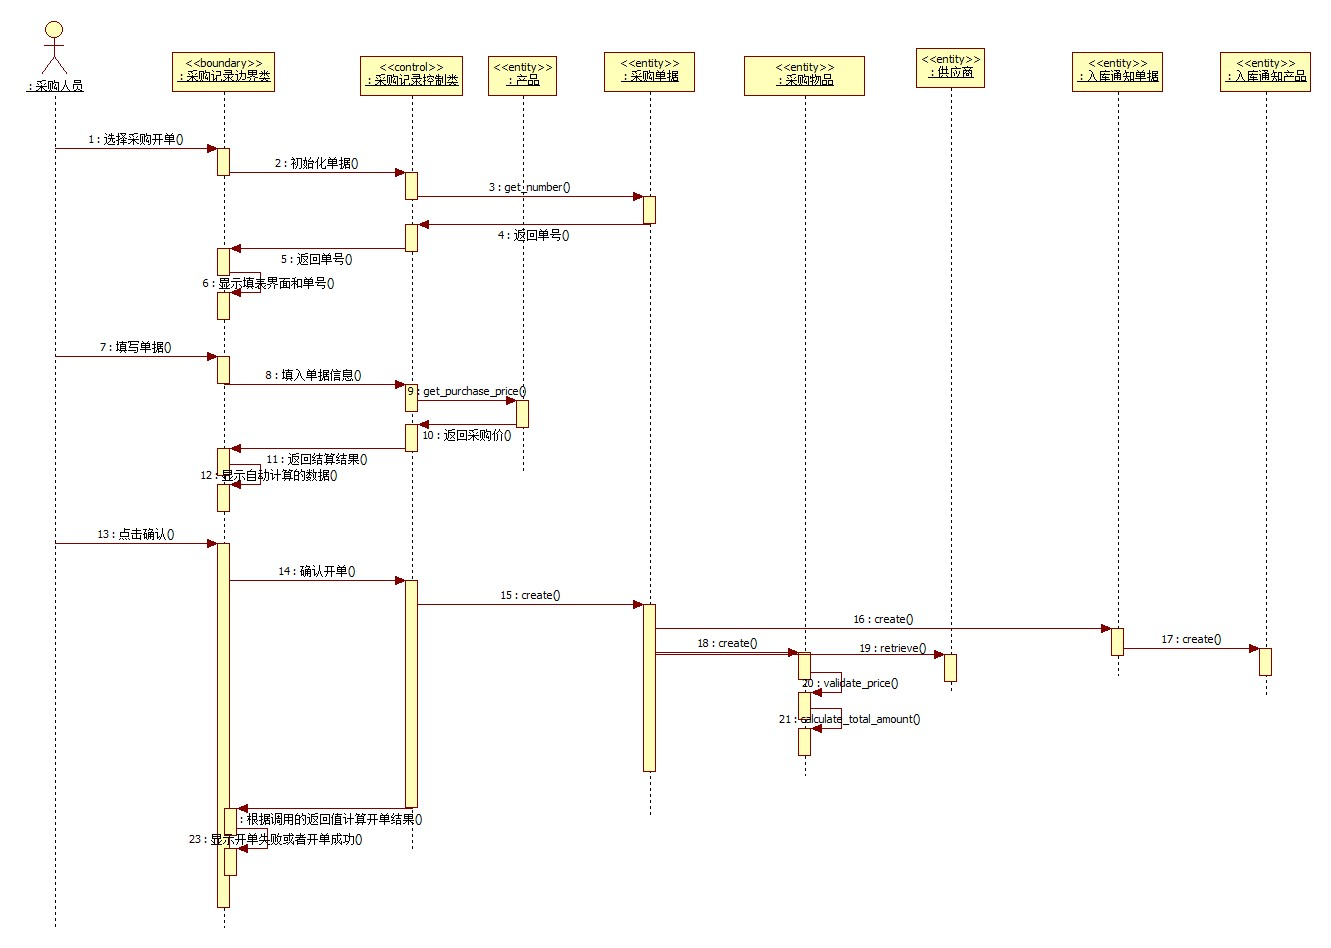 <<boundary>>
: 采购记录边界类
<<control>>
: 采购记录控制类
<<entity>>
: 产品
<<entity>>
: 采购单据
<<entity>>
: 采购物品
<<entity>>
: 供应商
<<entity>>
: 入库通知单据
<<entity>>
: 入库通知产品
: 采购人员
1 : 选择采购开单()
2 : 初始化单据()
3 : get_number()
4 : 返回单号()
5 : 返回单号()
6 : 显示填表界面和单号()
7 : 填写单据()
8 : 填入单据信息()
9 : get_purchase_price()
10 : 返回采购价()
11 : 返回结算结果()
12 : 显示自动计算的数据()
13 : 点击确认()
14 : 确认开单()
15 : create()
16 : create()
17 : create()
18 : create()
19 : retrieve()
20 : validate_price()
21 : calculate_total_amount()
: 根据调用的返回值计算开单结果()
23 : 显示开单失败或者开单成功()